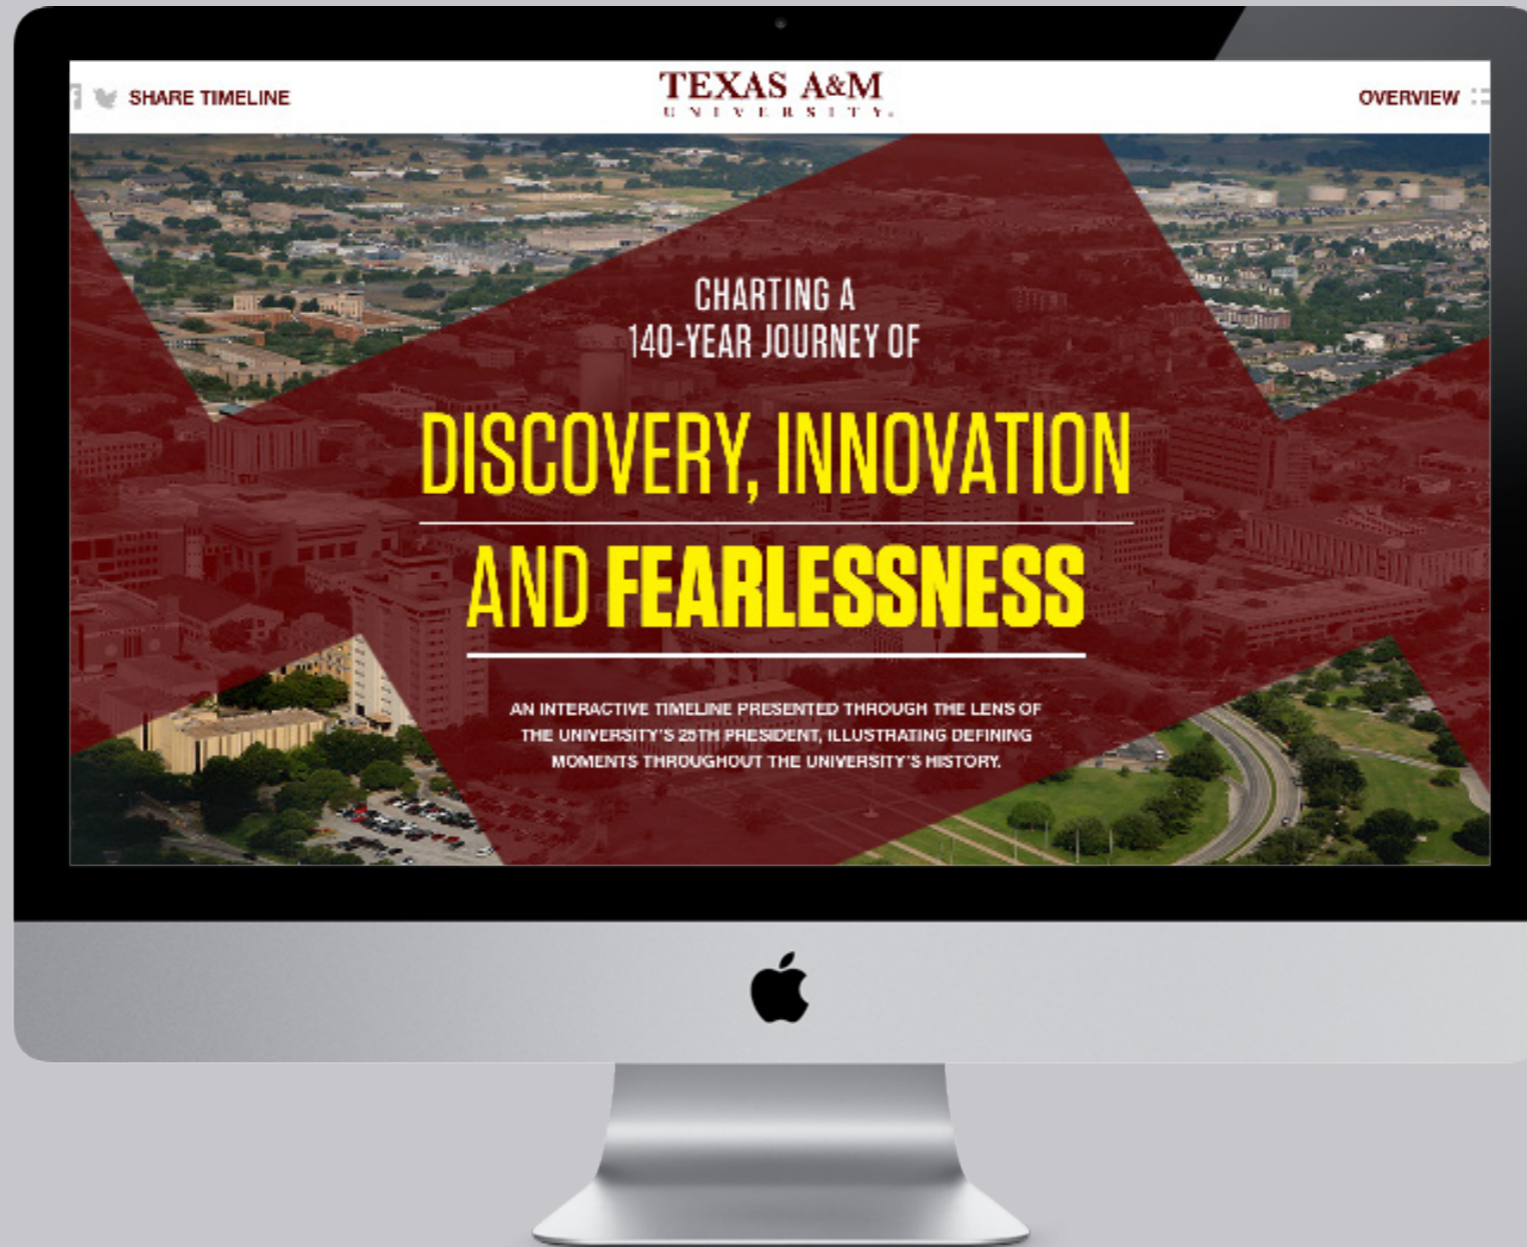 SHARE TIMELINE
TEXAS A&M
UNIVERSITY.
OVERVIEW
CHARTING A
140-YEAR JOURNEY OF
DISCOVERY, INNOVATION
AND FEARLESSNESS
AN INTERACTIVE TIMELINE PRESENTED THROUGH THE LENS OF
THE UNIVERSITY'S 25TH PRESIDENT, ILLUSTRATING DEFINING
MOMENTS THROUGHOUT THE UNIVERSITY'S HISTORY.